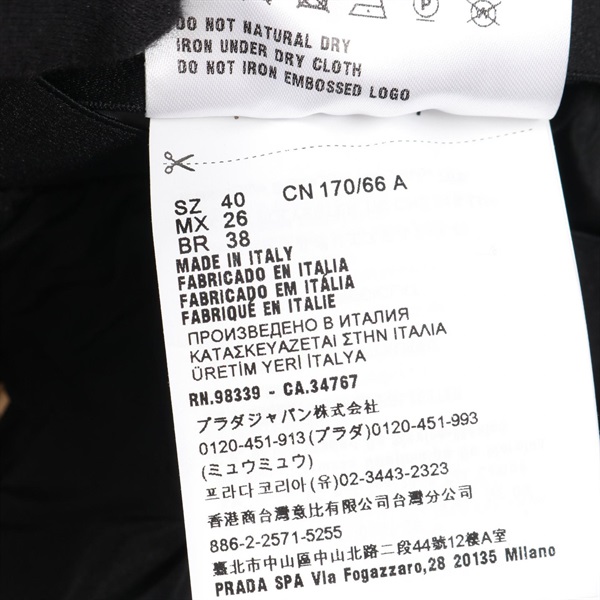 DO NOT NATURAL DRY
IRON UNDER DRY CLOTH
DO NOT IRON EMBOSSED LOGO
SZ 40 CN 170/66 A
MX 26
BR 38
MADE IN ITALY
FABRICADO EN ITALIA
FABRICADO EM ITÁLIA
FABRIQUÉ EN ITALIE
ПРОИЗВЕДЕНО В ИТАЛИЯ
ΚΑΤΑΣΚΕΥΑΖΕΤΑΙ ΣΤΗΝ ΙΤΑΛΙΑ
ÜRETİM YERİ İTALYA
RN.98339 - CA.34767
プラダジャパン株式会社
0120-451-913(プラダ)0120-451-993
(ミュウミュウ)
프라다코리아(유)02-3443-2323
香港商台灣意比有限公司台灣分公司
886-2-2571-5255
臺北市中山區中山北路二段44號12樓A室
PRADA SPA Via Fogazzaro,28 20135 Milano